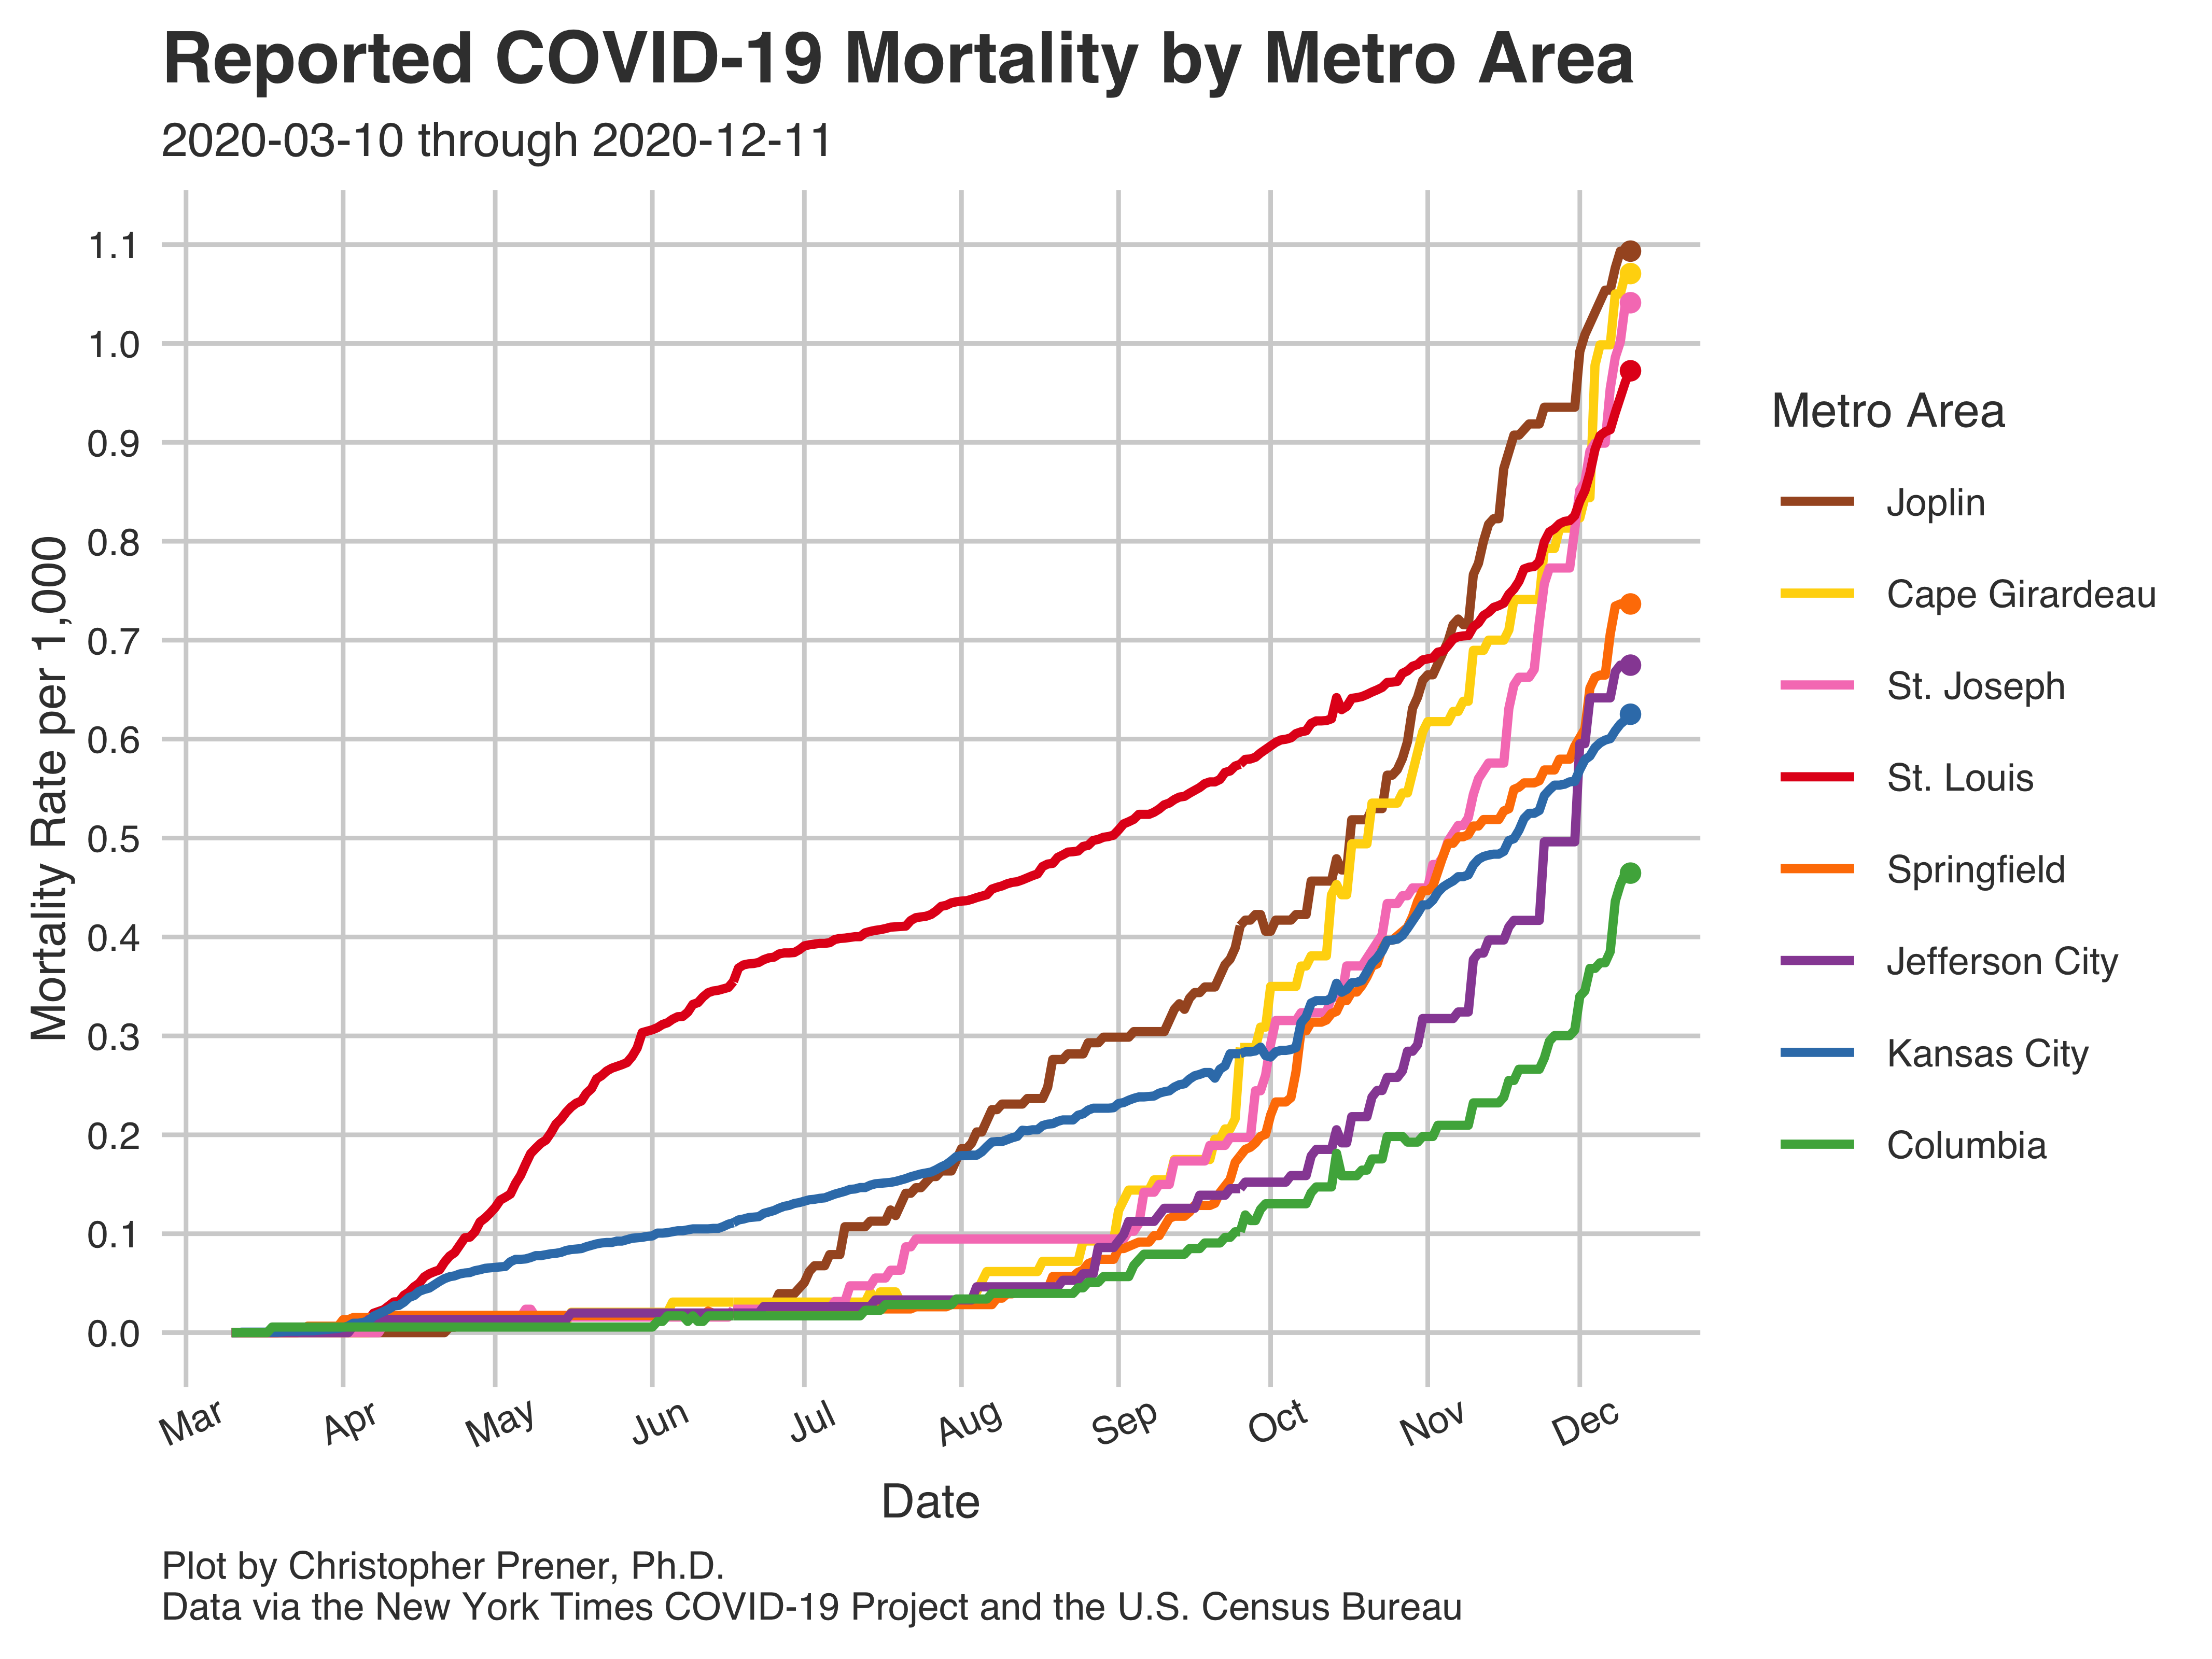 Reported COVID-19 Mortality by Metro Area
2020-03-10 through 2020-12-11
Mortality Rate per 1,000
1.1
1.0
0.9
0.8
0.7
0.6
0.5
0.4
0.3
0.2
0.1
0.0
Mar
Apr
May
Jun
Jul
Aug
Sep
Oct
Nov
Dec
Date
Metro Area
Joplin
Cape Girardeau
St. Joseph
St. Louis
Springfield
Jefferson City
Kansas City
Columbia
Plot by Christopher Prener, Ph.D.
Data via the New York Times COVID-19 Project and the U.S. Census Bureau